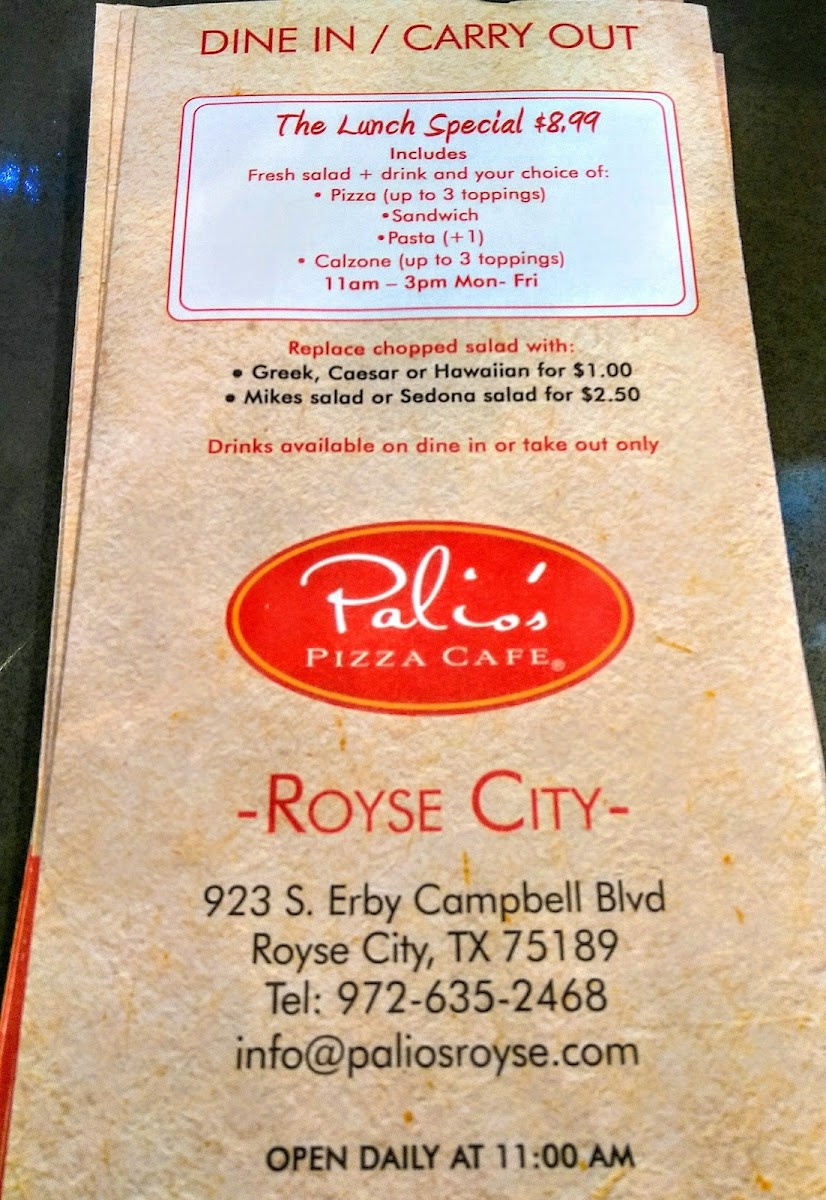 DINE IN / CARRY OUT
The Lunch Special $8.99
Includes
Fresh salad + drink and your choice of:
• Pizza (up to 3 toppings)
•Sandwich
•Pasta (+1)
• Calzone (up to 3 toppings)
11am – 3pm Mon- Fri
Replace chopped salad with:
• Greek, Caesar or Hawaiian for $1.00
• Mikes salad or Sedona salad for $2.50
Drinks available on dine in or take out only
Palio's
PIZZA CAFE®
-ROYSE CITY-
923 S. Erby Campbell Blvd
Royse City, TX 75189
Tel: 972-635-2468
info@paliosroyse.com
OPEN DAILY AT 11:00 AM